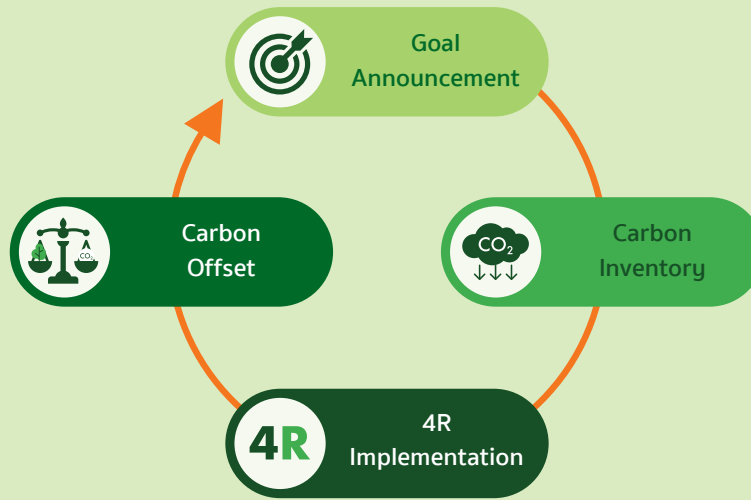 Goal
Announcement
CO₂
Carbon
Inventory
4R
4R
Implementation
CO₂
Carbon
Offset